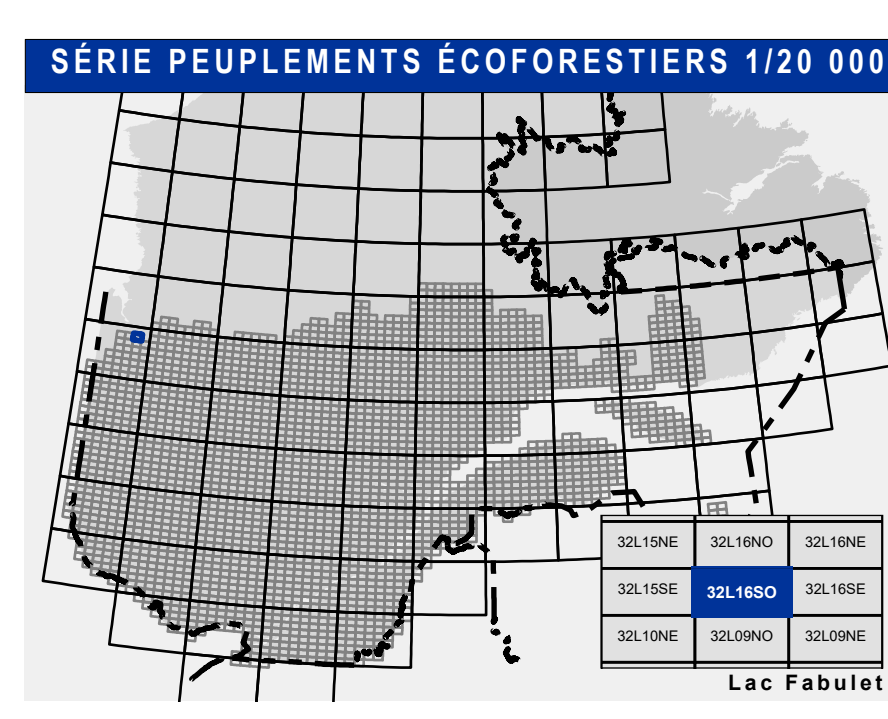 SÉRIE PEUPLEMENTS ÉCOFORESTIERS 1/20 000
32L15NE 32L16NO 32L16NE
32L15SE 32L16SO 32L16SE
32L10NE 32L09NO 32L09NE
Lac Fabulet